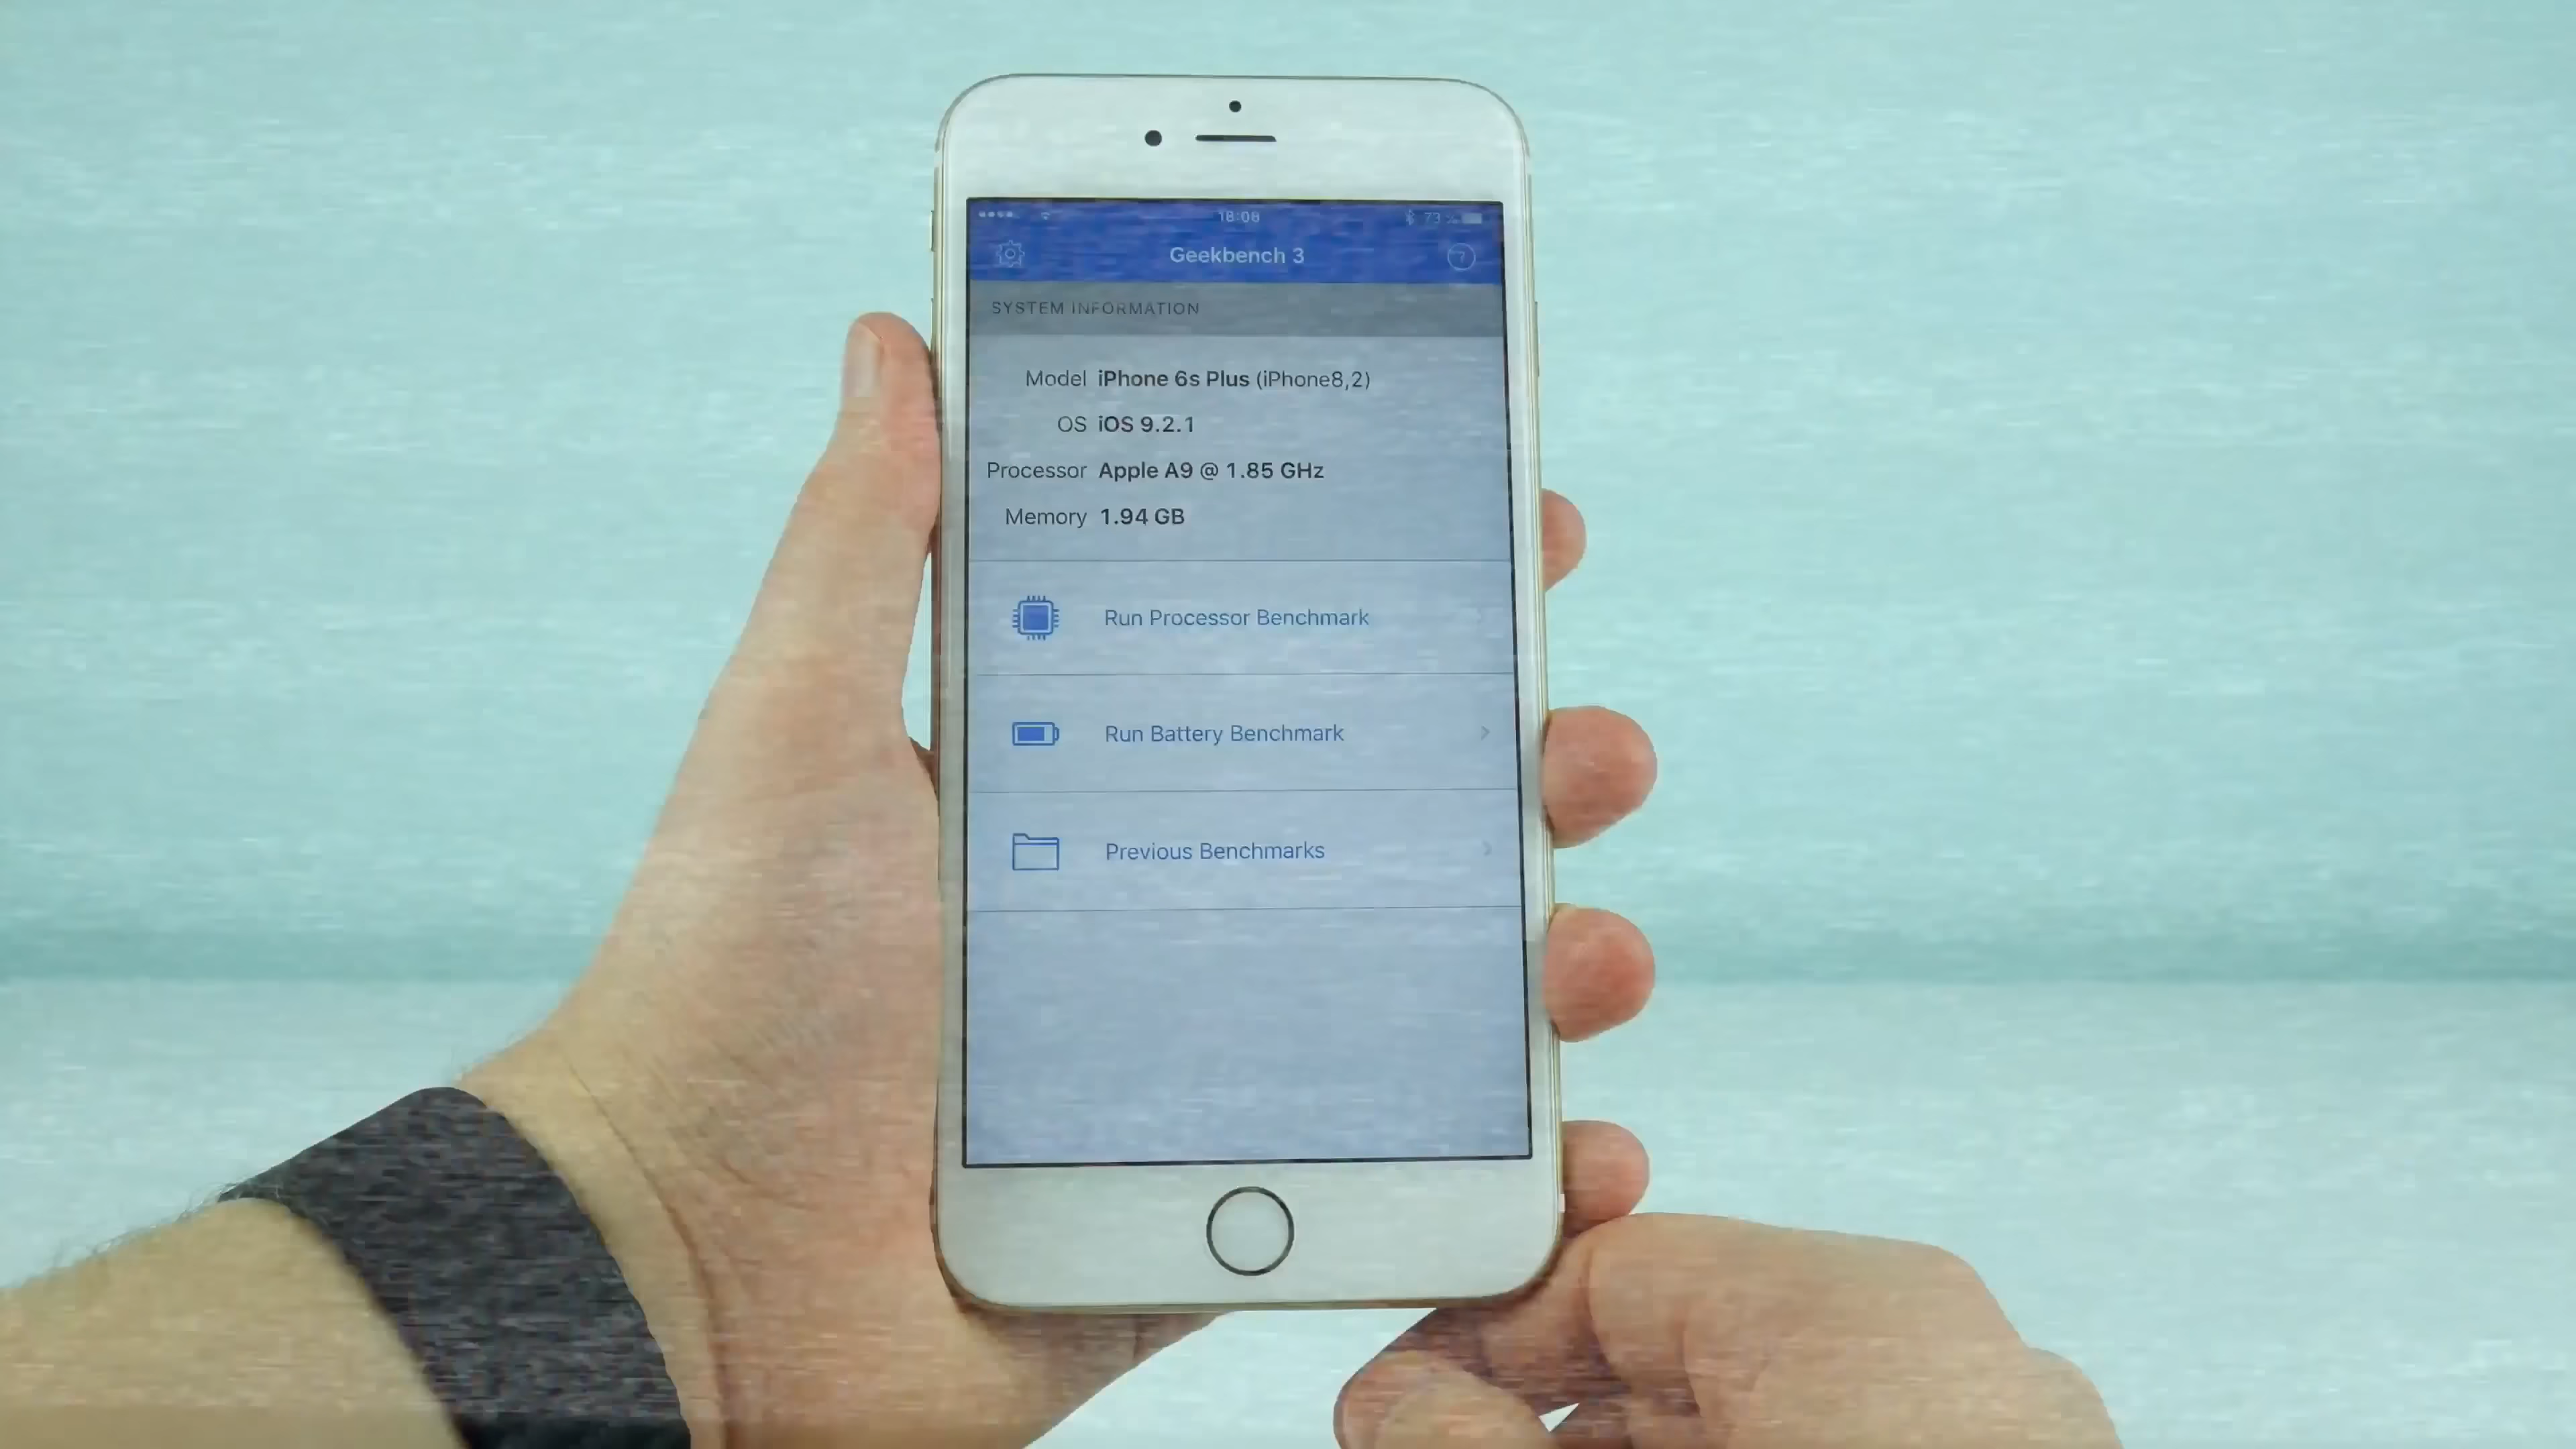 18:08 73 %
Geekbench 3
SYSTEM INFORMATION
Model iPhone 6s Plus (iPhone8,2)
OS iOS 9.2.1
Processor Apple A9 @ 1.85 GHz
Memory 1.94 GB
Run Processor Benchmark
Run Battery Benchmark
Previous Benchmarks